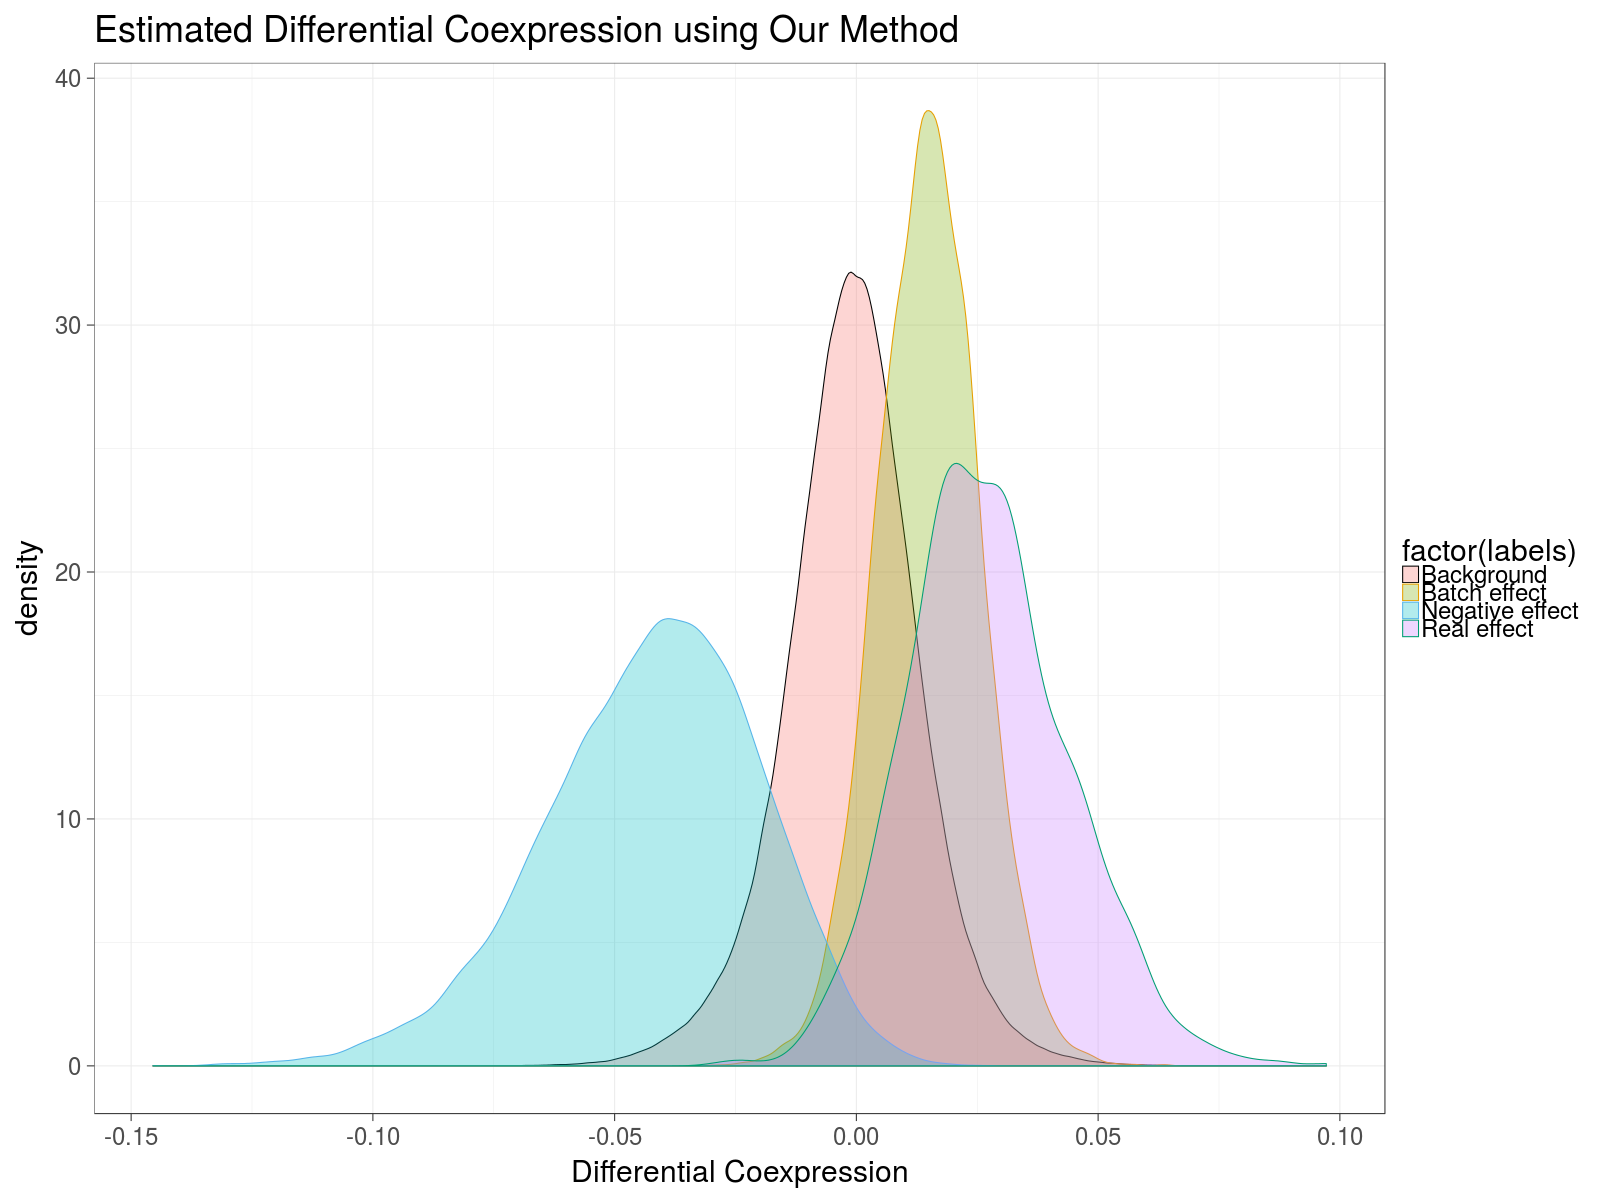 Estimated Differential Coexpression using Our Method
40
30
20
10
0
density
-0.15
-0.10
-0.05
0.00
0.05
0.10
Differential Coexpression
factor(labels)
Background
Batch effect
Negative effect
Real effect